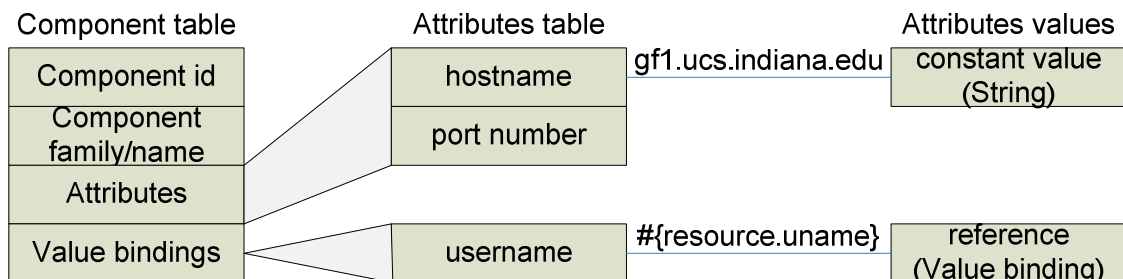 Component table
Attributes table
Attributes values
Component id
hostname
gf1.ucs.indiana.edu
constant value
(String)
Component
family/name
port number
Attributes
Value bindings
username
#{resource.uname}
reference
(Value binding)